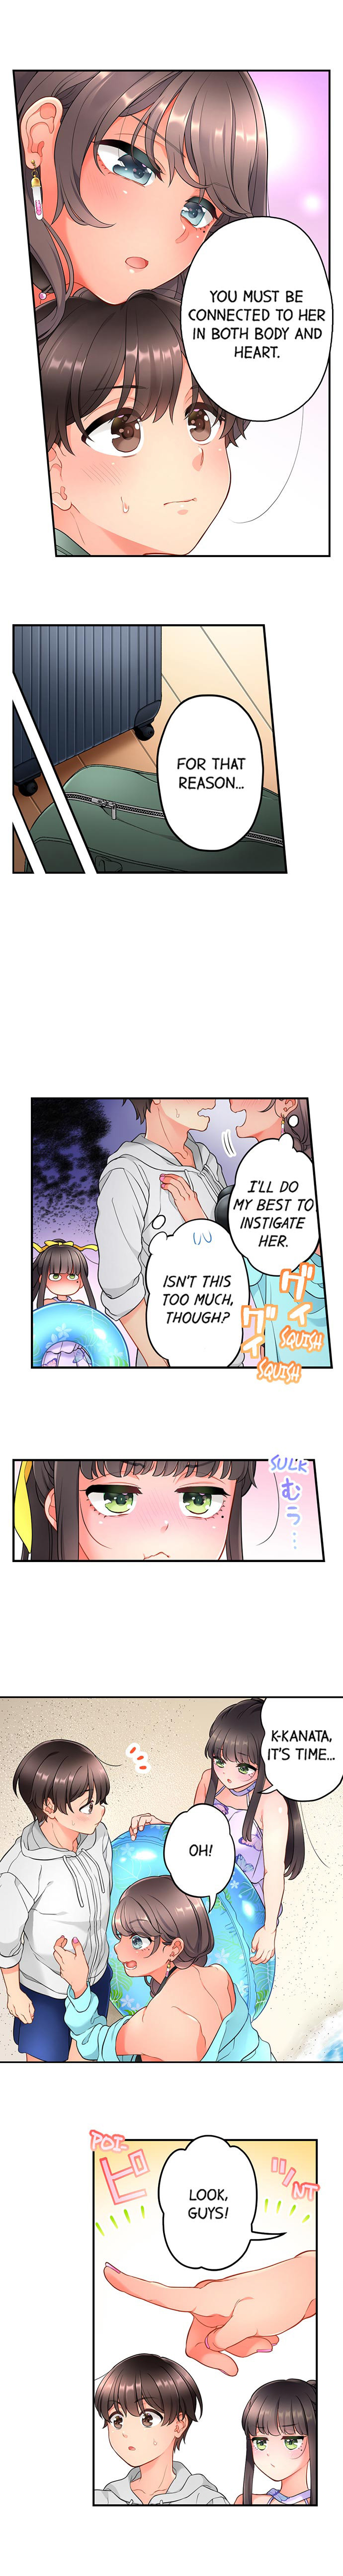 YOU MUST BE
CONNECTED TO HER
IN BOTH BODY AND
HEART.
FOR THAT
REASON...
I'LL DO
MY BEST TO
INSTIGATE
HER.
ISN'T THIS
TOO MUCH,
THOUGH?
グイ
SQUISH
グイ
SQUISH
SULK
むぅ…
K-KANATA,
IT'S TIME...
OH!
POI-
ピ
ッ
NT
LOOK,
GUYS!